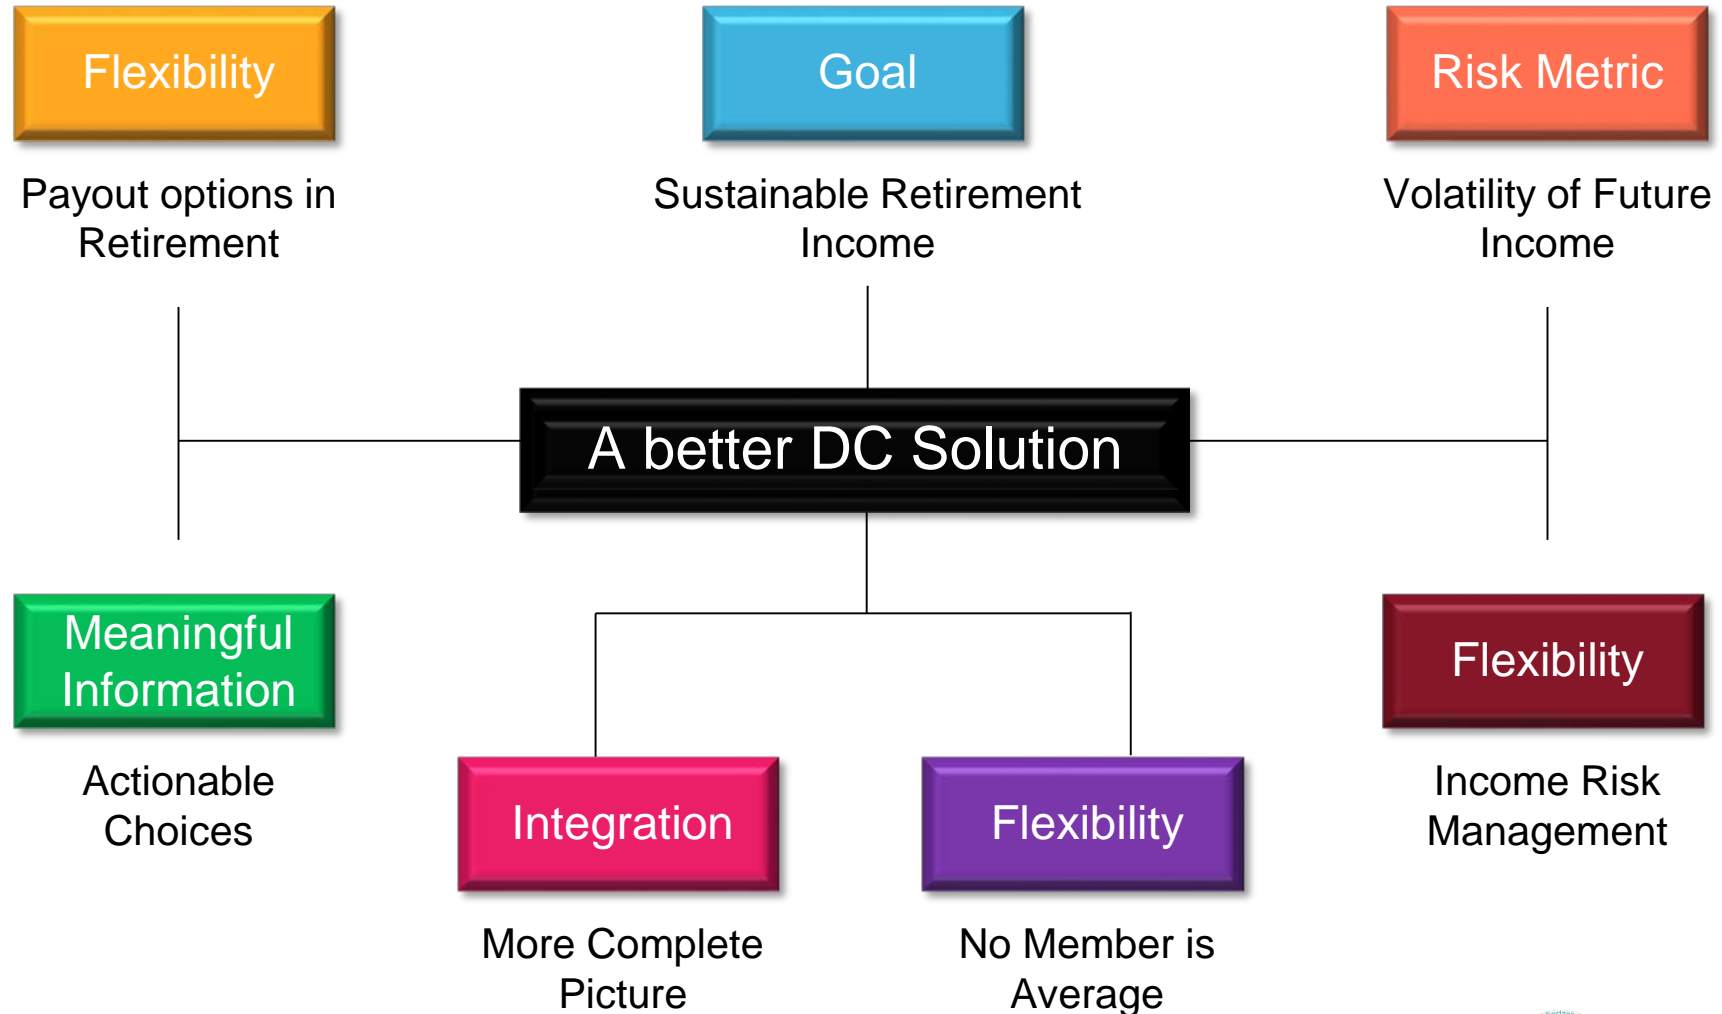 Flexibility
Goal
Risk Metric
Payout options in
Retirement
Sustainable Retirement
Income
Volatility of Future
Income
A better DC Solution
Meaningful
Information
Actionable
Choices
Integration
More Complete
Picture
Flexibility
No Member is
Average
Flexibility
Income Risk
Management